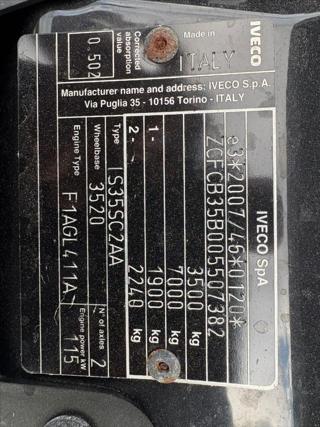 IVECO SpA
e3*2007/46*0120*
ZCFCB35B005507382
3500 kg
7000 kg
1- 1900 kg
2- 2240 kg
Type IS35SC2AA
Wheelbase 3520 N° of axles 2
Engine Type F1AGL411A Engine power kW 115
Manufacturer name and address: IVECO S.p.A.
Via Puglia 35 - 10156 Torino - ITALY
IVECO
Made in ITALY
Corrected absorption value 0.502